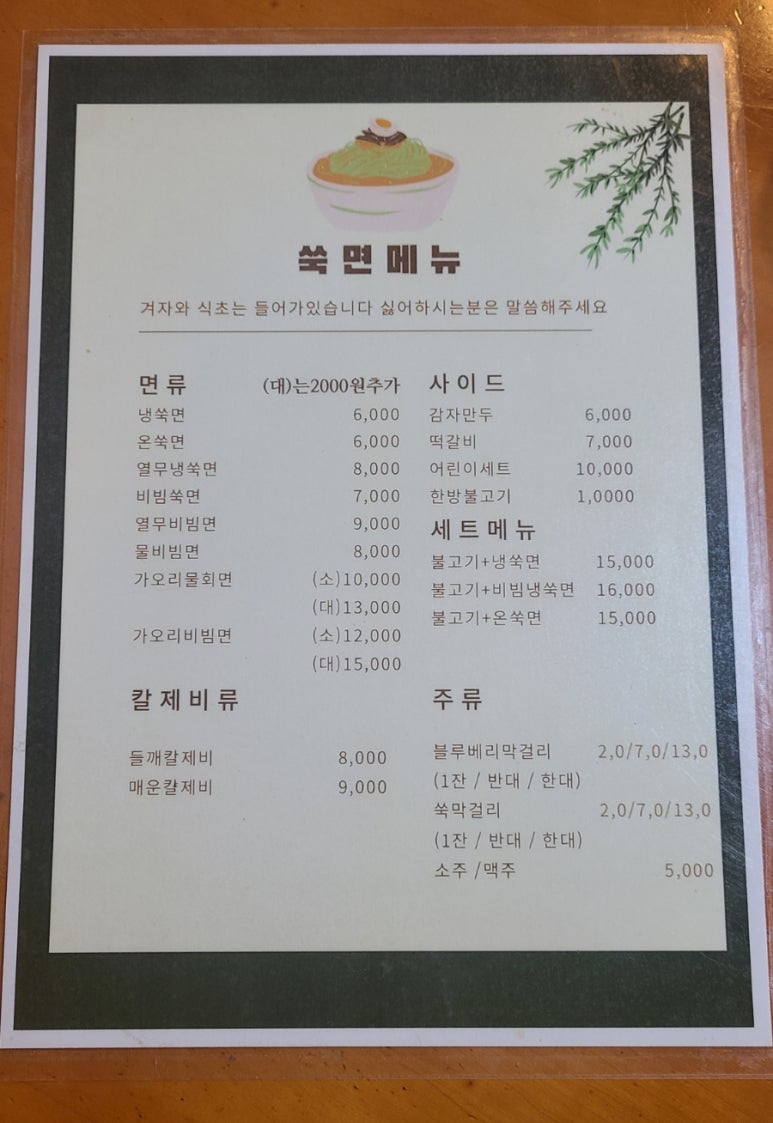 쑥면메뉴
겨자와 식초는 들어가있습니다 싫어하시는분은 말씀해주세요
면류 (대)는2000원추가
냉쑥면 6,000
온쑥면 6,000
열무냉쑥면 8,000
비빔쑥면 7,000
열무비빔면 9,000
물비빔면 8,000
가오리물회면 (소)10,000
(대)13,000
가오리비빔면 (소)12,000
(대)15,000
칼제비류
들깨칼제비 8,000
매운칼제비 9,000
사이드
감자만두 6,000
떡갈비 7,000
어린이세트 10,000
한방불고기 1,0000
세트메뉴
불고기+냉쑥면 15,000
불고기+비빔냉쑥면 16,000
불고기+온쑥면 15,000
주류
블루베리막걸리 2,0/7,0/13,0
(1잔 / 반대 / 한대)
쑥막걸리 2,0/7,0/13,0
(1잔 / 반대 / 한대)
소주 /맥주 5,000